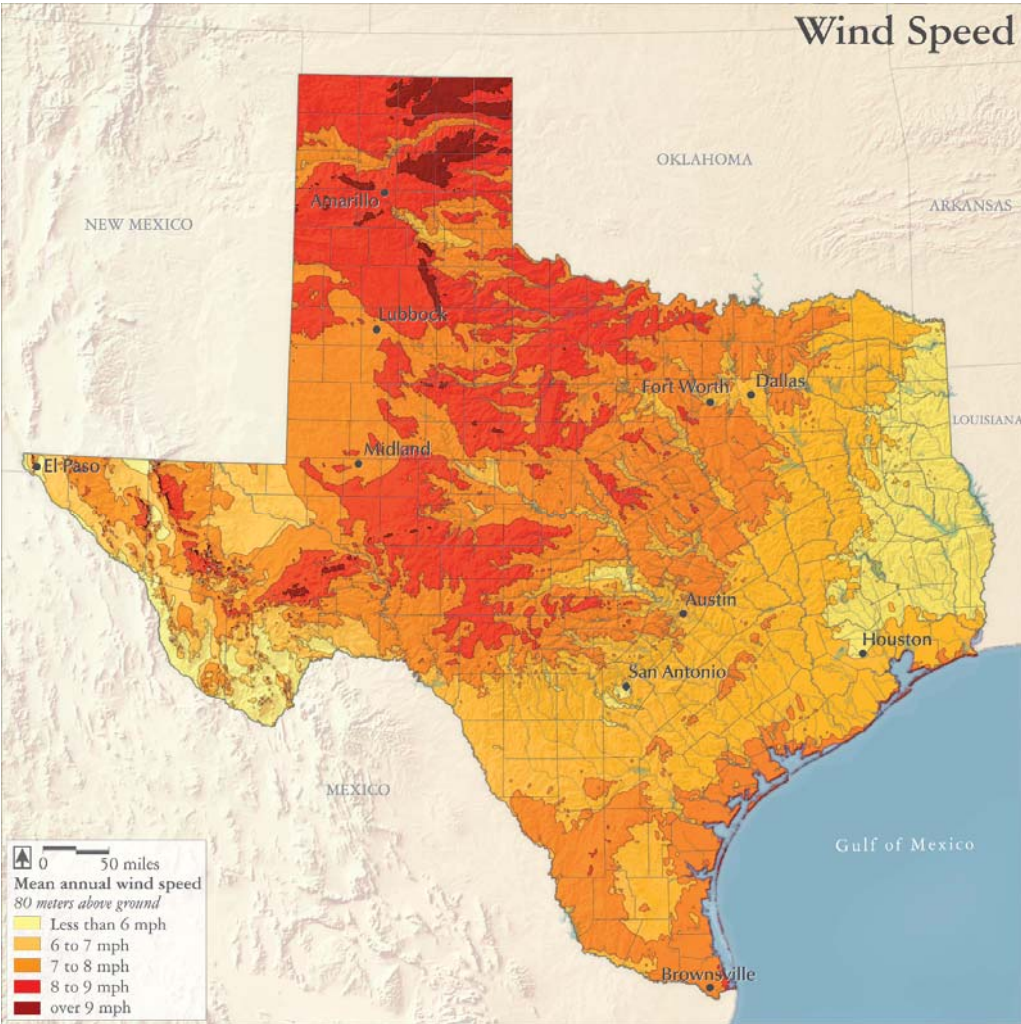 Wind Speed
OKLAHOMA
ARKANSAS
NEW MEXICO
Amarillo
Lubbock
Fort Worth
Dallas
LOUISIANA
Midland
El Paso
Austin
Houston
San Antonio
MEXICO
Gulf of Mexico
Brownsville
0 50 miles
Mean annual wind speed
80 meters above ground
Less than 6 mph
6 to 7 mph
7 to 8 mph
8 to 9 mph
over 9 mph